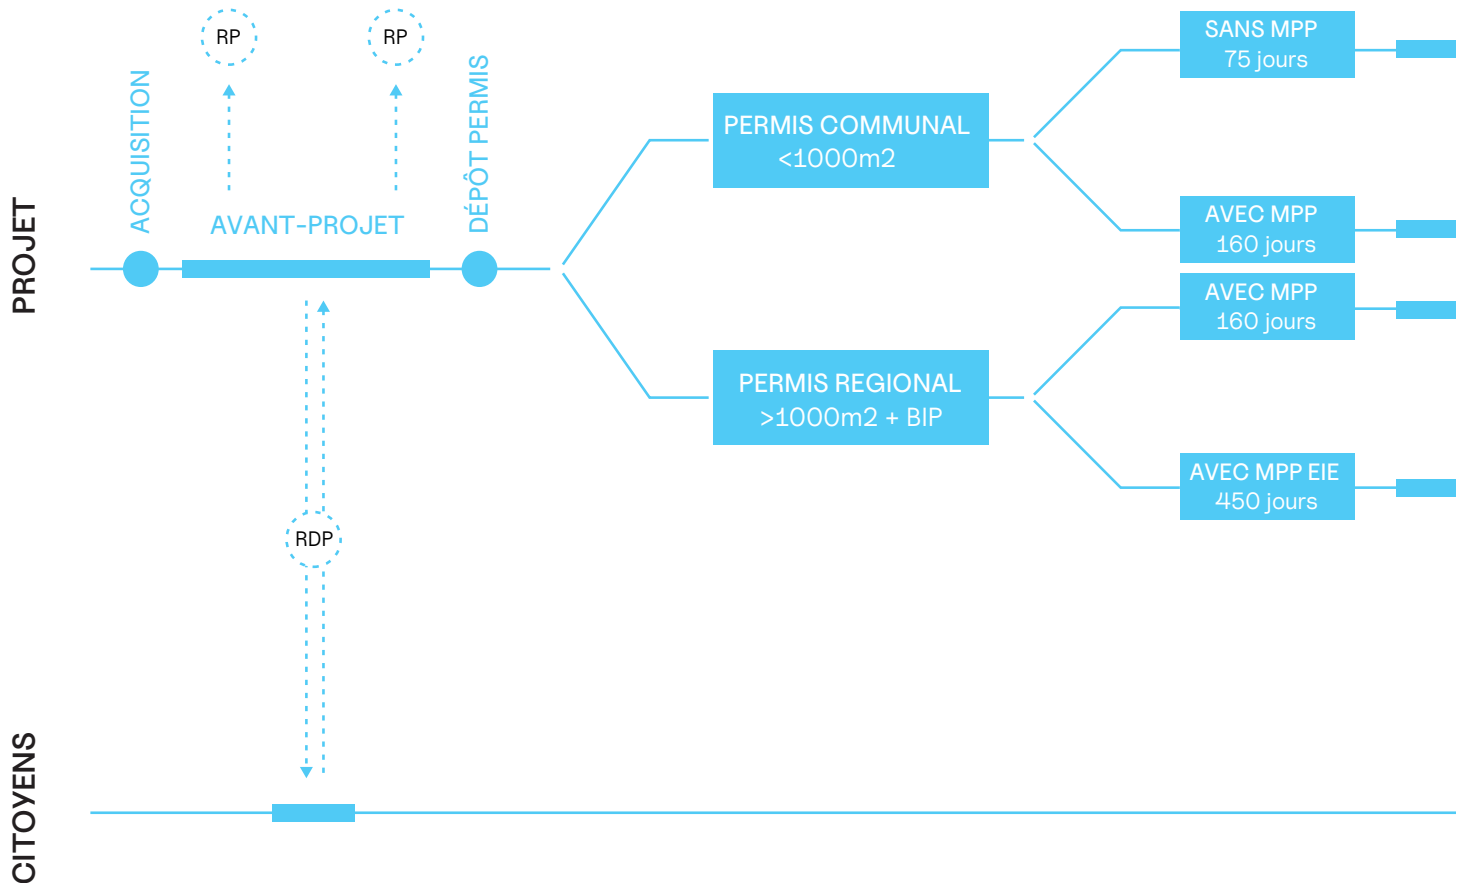 PROJET
ACQUISITION
RP
AVANT-PROJET
RP
DÉPÔT PERMIS
PERMIS COMMUNAL
<1000m2
SANS MPP
75 jours
AVEC MPP
160 jours
PERMIS REGIONAL
>1000m2 + BIP
AVEC MPP
160 jours
AVEC MPP EIE
450 jours
RDP
CITOYENS